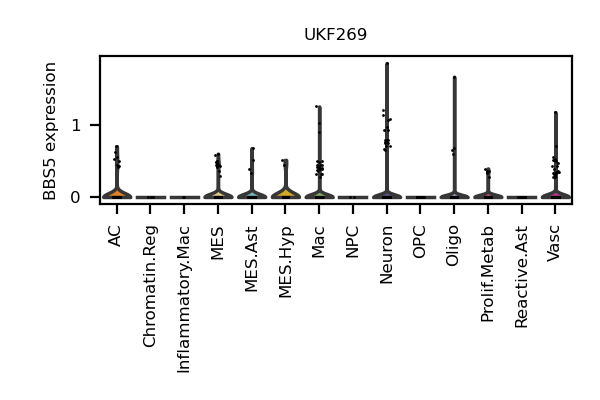 UKF269
BBS5 expression
1
0
AC
Chromatin.Reg
Inflammatory.Mac
MES
MES.Ast
MES.Hyp
Mac
NPC
Neuron
OPC
Oligo
Prolif.Metab
Reactive.Ast
Vasc